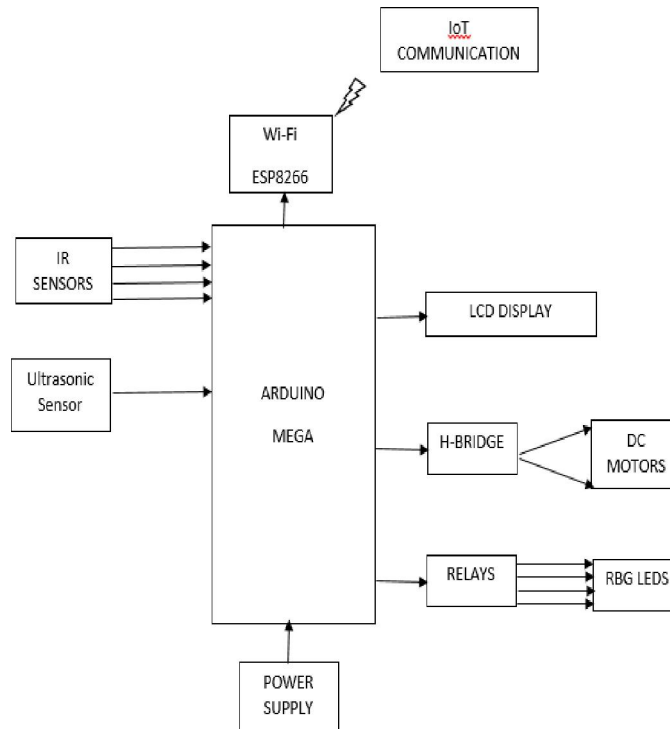 IoT
COMMUNICATION
Wi-Fi
ESP8266
IR
SENSORS
LCD DISPLAY
Ultrasonic
Sensor
ARDUINO
MEGA
H-BRIDGE
DC
MOTORS
RELAYS
RBG LEDS
POWER
SUPPLY